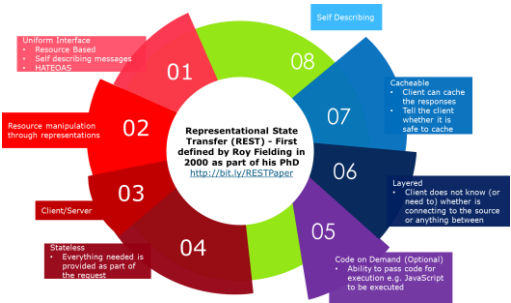 Self Describing
Uniform Interface
• Resource Based
• Self describing messages
• HATEOAS
01
08
Cacheable
• Client can cache
the responses
• Tell the client
whether it is
safe to cache
07
Resource manipulation
through representations
02
Representational State
Transfer (REST) - First
defined by Roy Fielding in
2000 as part of his PhD
http://bit.ly/RESTPaper
06
Layered
• Client does not know (or
need to) whether is
connecting to the source
or anything between
03
Client/Server
04
05
Stateless
• Everything needed is
provided as part of
the request
Code on Demand (Optional)
• Ability to pass code for
execution e.g. JavaScript
to be executed